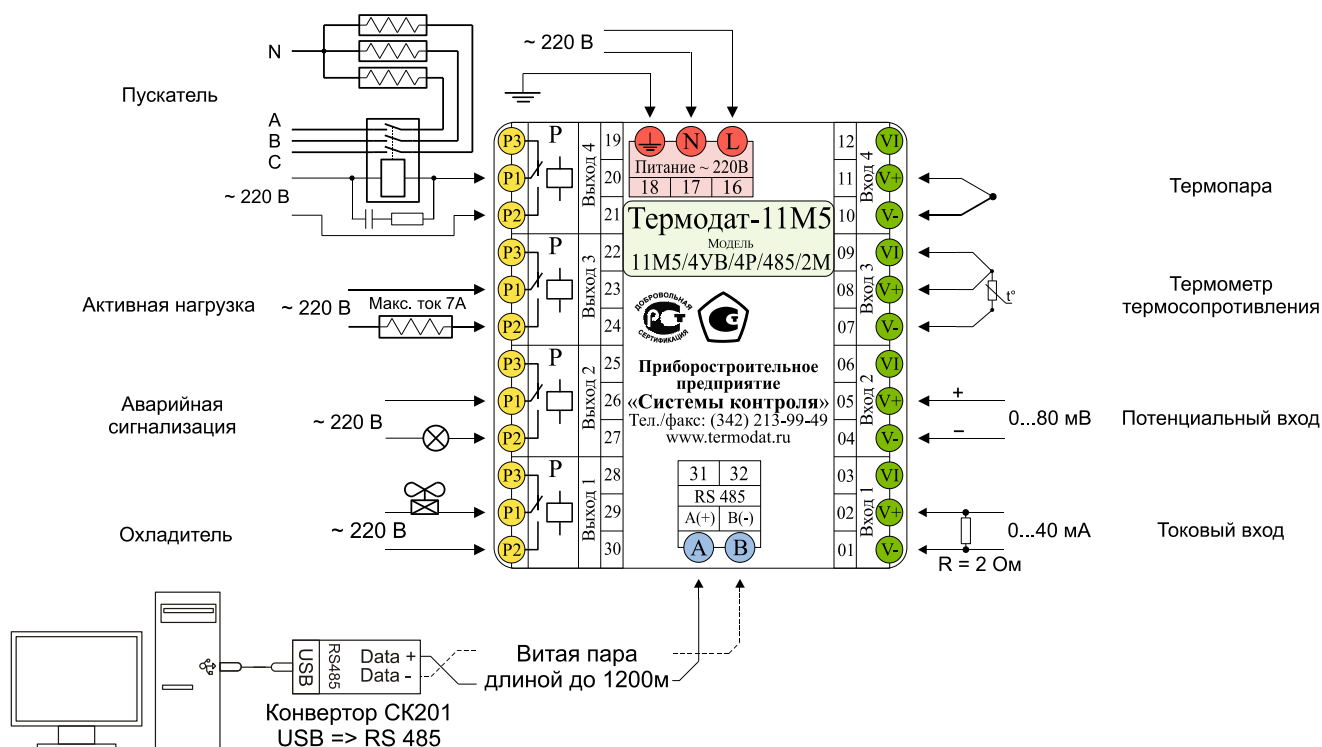 N
~ 220 В
Пускатель
A
B
C
~ 220 В
Активная нагрузка
~ 220 В
Макс. ток 7А
Аварийная
сигнализация
~ 220 В
Охладитель
~ 220 В
P3
P1
P2
P3
P1
P2
P3
P1
P2
P3
P1
P2
P
P
P
P
Выход 4
Выход 3
Выход 2
Выход 1
19
20
21
22
23
24
25
26
27
28
29
30
N
L
Питание ~ 220В
18 17 16
Термодат-11М5
Модель
11М5/4УВ/4Р/485/2М
ДОБРОВОЛЬНАЯ
РСТ
СЕРТИФИКАЦИЯ
Приборостроительное
предприятие
«Системы контроля»
Тел./факс: (342) 213-99-49
www.termodat.ru
31 32
RS 485
A(+) B(-)
A B
12
11
10
09
08
07
06
05
04
03
02
01
Вход 4
Вход 3
Вход 2
Вход 1
VI
V+
V-
VI
V+
V-
VI
V+
V-
VI
V+
V-
Термопара
t°
Термометр
термосопротивления
+
–
0...80 мВ
Потенциальный вход
0...40 мА
R = 2 Ом
Токовый вход
USB
RS485
Data +
Data -
Витая пара
длиной до 1200м
Конвертор СК201
USB => RS 485